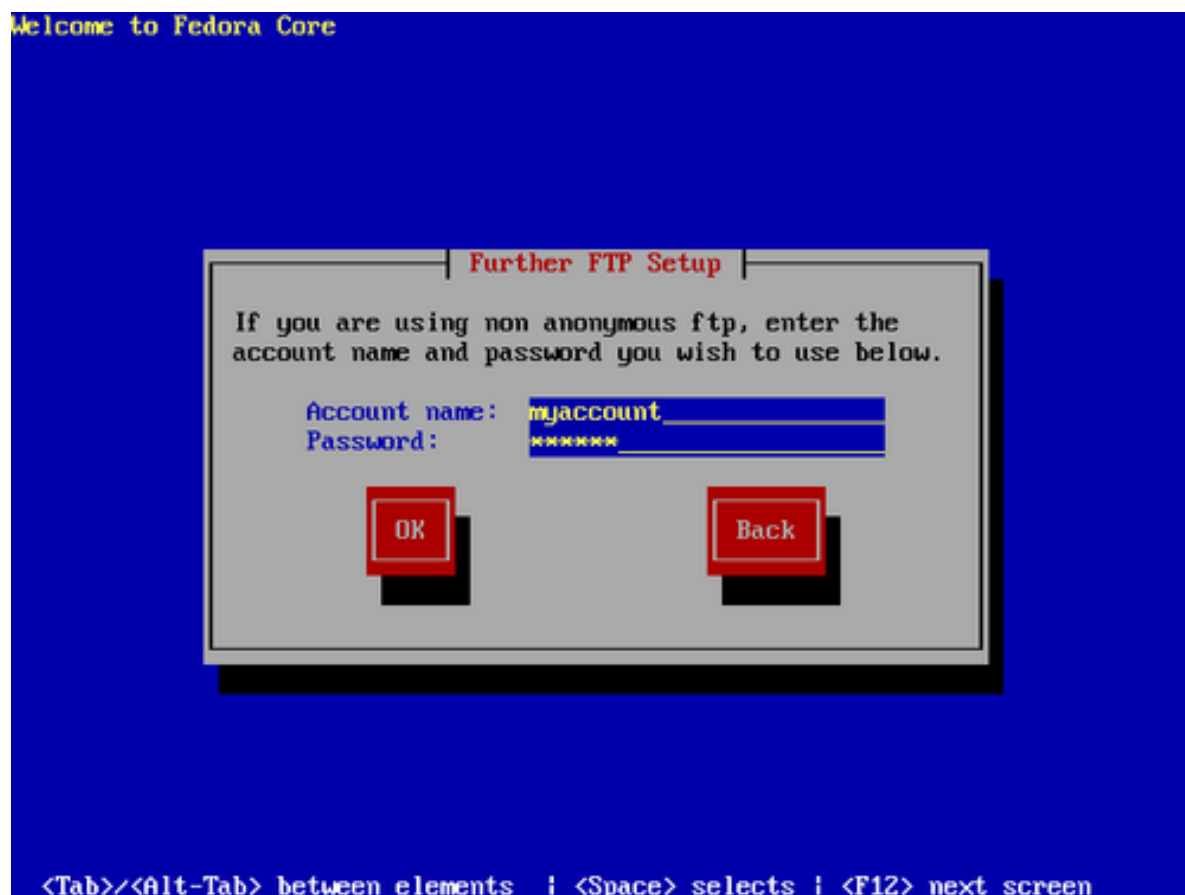 Welcome to Fedora Core
Further FTP Setup
If you are using non anonymous ftp, enter the
account name and password you wish to use below.
Account name: myaccount
Password: ******
OK Back
<Tab>/<Alt-Tab> between elements | <Space> selects | <F12> next screen